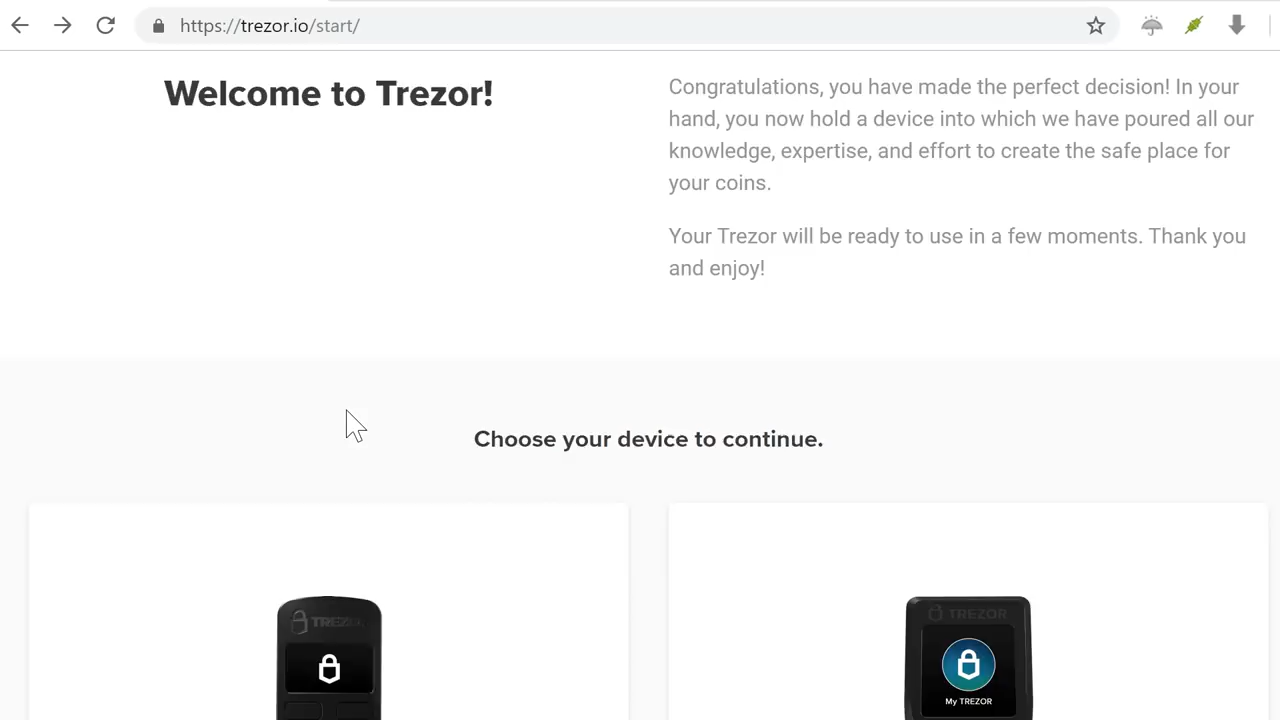 https://trezor.io/start/
Welcome to Trezor!
Congratulations, you have made the perfect decision! In your
hand, you now hold a device into which we have poured all our
knowledge, expertise, and effort to create the safe place for
your coins.
Your Trezor will be ready to use in a few moments. Thank you
and enjoy!
Choose your device to continue.
TREZOR
TREZOR
My TREZOR